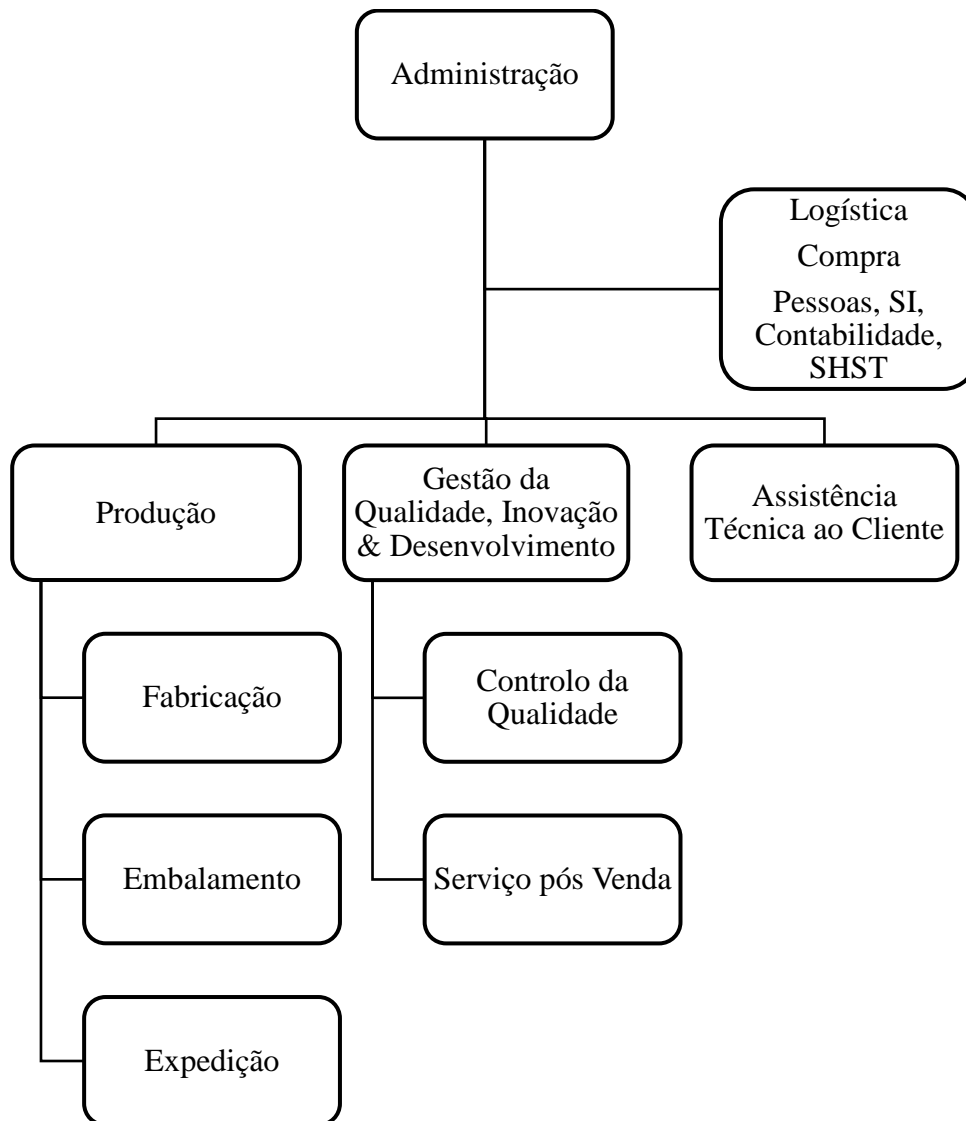 Administração
Logística
Compra
Pessoas, SI,
Contabilidade,
SHST
Produção
Gestão da
Qualidade, Inovação
& Desenvolvimento
Assistência
Técnica ao Cliente
Fabricação
Controlo da
Qualidade
Embalamento
Serviço pós Venda
Expedição